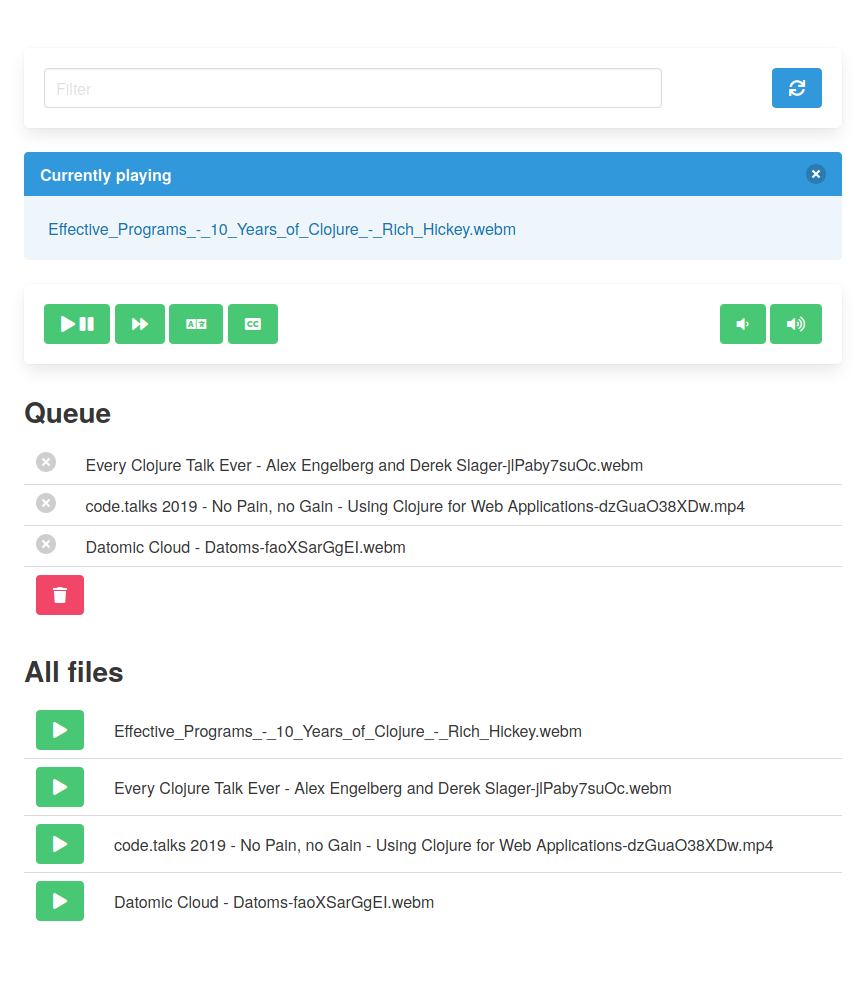 Filter
Currently playing
Effective_Programs_-_10_Years_of_Clojure_-_Rich_Hickey.webm
A
CC
Queue
Every Clojure Talk Ever - Alex Engelberg and Derek Slager-jlPaby7suOc.webm
code.talks 2019 - No Pain, no Gain - Using Clojure for Web Applications-dzGuaO38XDw.mp4
Datomic Cloud - Datoms-faoXSarGgEI.webm
All files
Effective_Programs_-_10_Years_of_Clojure_-_Rich_Hickey.webm
Every Clojure Talk Ever - Alex Engelberg and Derek Slager-jlPaby7suOc.webm
code.talks 2019 - No Pain, no Gain - Using Clojure for Web Applications-dzGuaO38XDw.mp4
Datomic Cloud - Datoms-faoXSarGgEI.webm